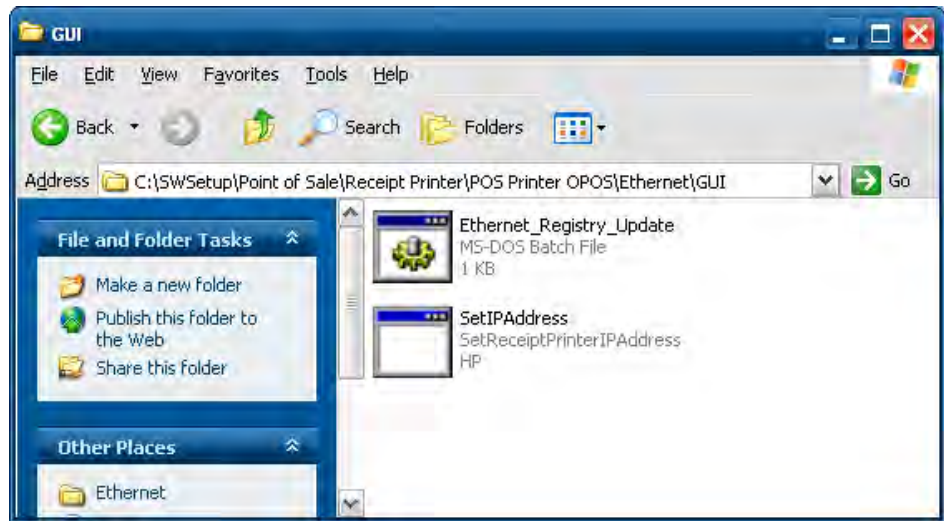 GUI
File Edit View Favorites Tools Help
Back Search Folders
Address C:\SWSetup\Point of Sale\Receipt Printer\POS Printer OPOS\Ethernet\GUI Go
File and Folder Tasks
Make a new folder
Publish this folder to
the Web
Share this folder
Other Places
Ethernet
Ethernet_Registry_Update
MS-DOS Batch File
1 KB
SetIPAddress
SetReceiptPrinterIPAddress
HP